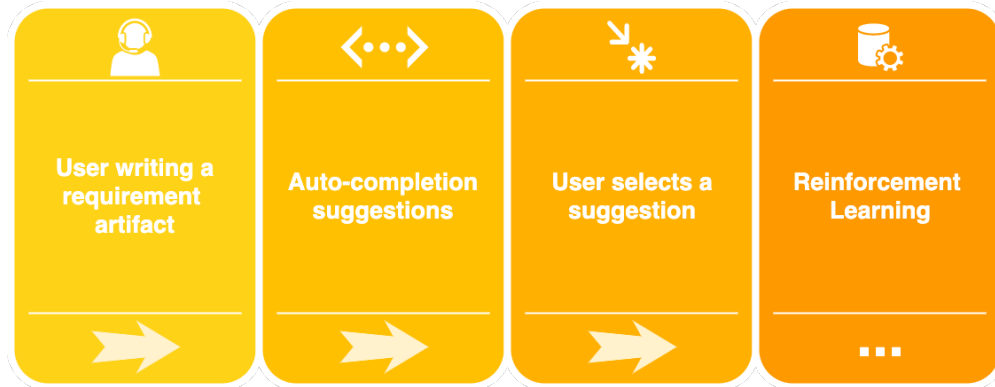 User writing a
requirement
artifact
Auto-completion
suggestions
User selects a
suggestion
Reinforcement
Learning